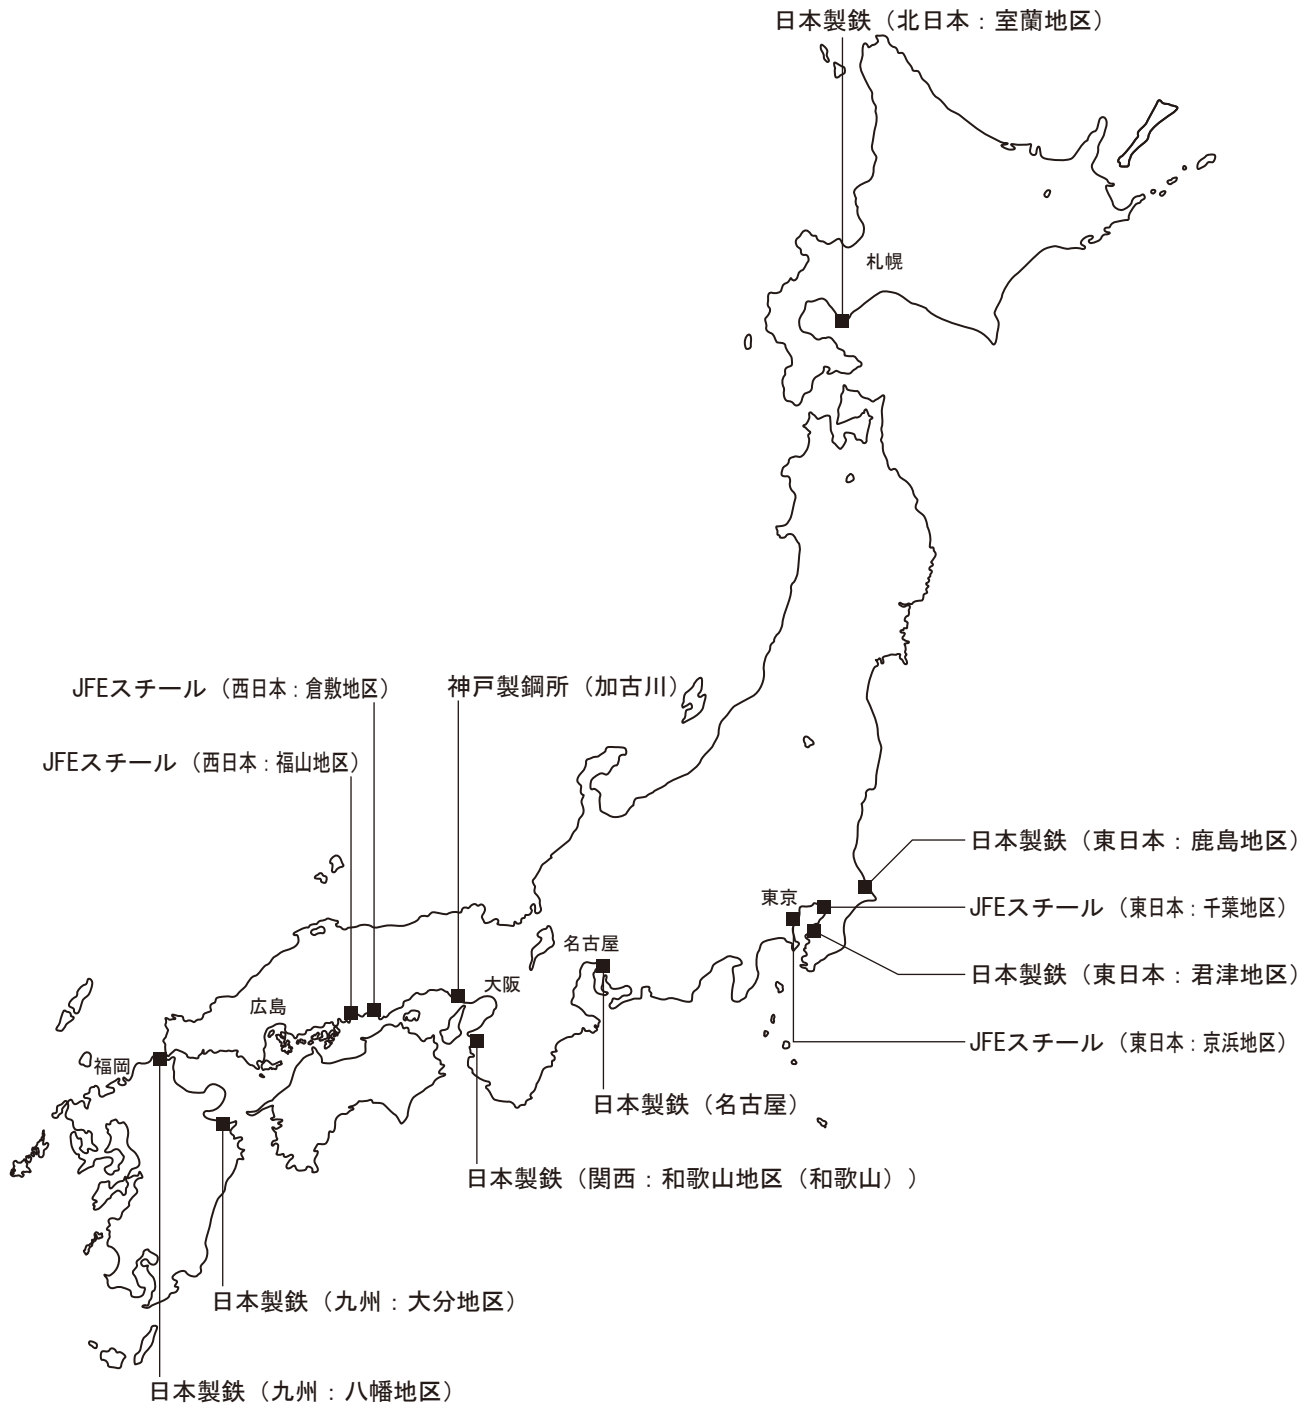 日本製鉄（北日本：室蘭地区）
札幌
JFEスチール（西日本：倉敷地区）
神戸製鋼所（加古川）
JFEスチール（西日本：福山地区）
日本製鉄（東日本：鹿島地区）
東京
JFEスチール（東日本：千葉地区）
名古屋
日本製鉄（東日本：君津地区）
大阪
広島
JFEスチール（東日本：京浜地区）
福岡
日本製鉄（名古屋）
日本製鉄（関西：和歌山地区（和歌山））
日本製鉄（九州：大分地区）
日本製鉄（九州：八幡地区）